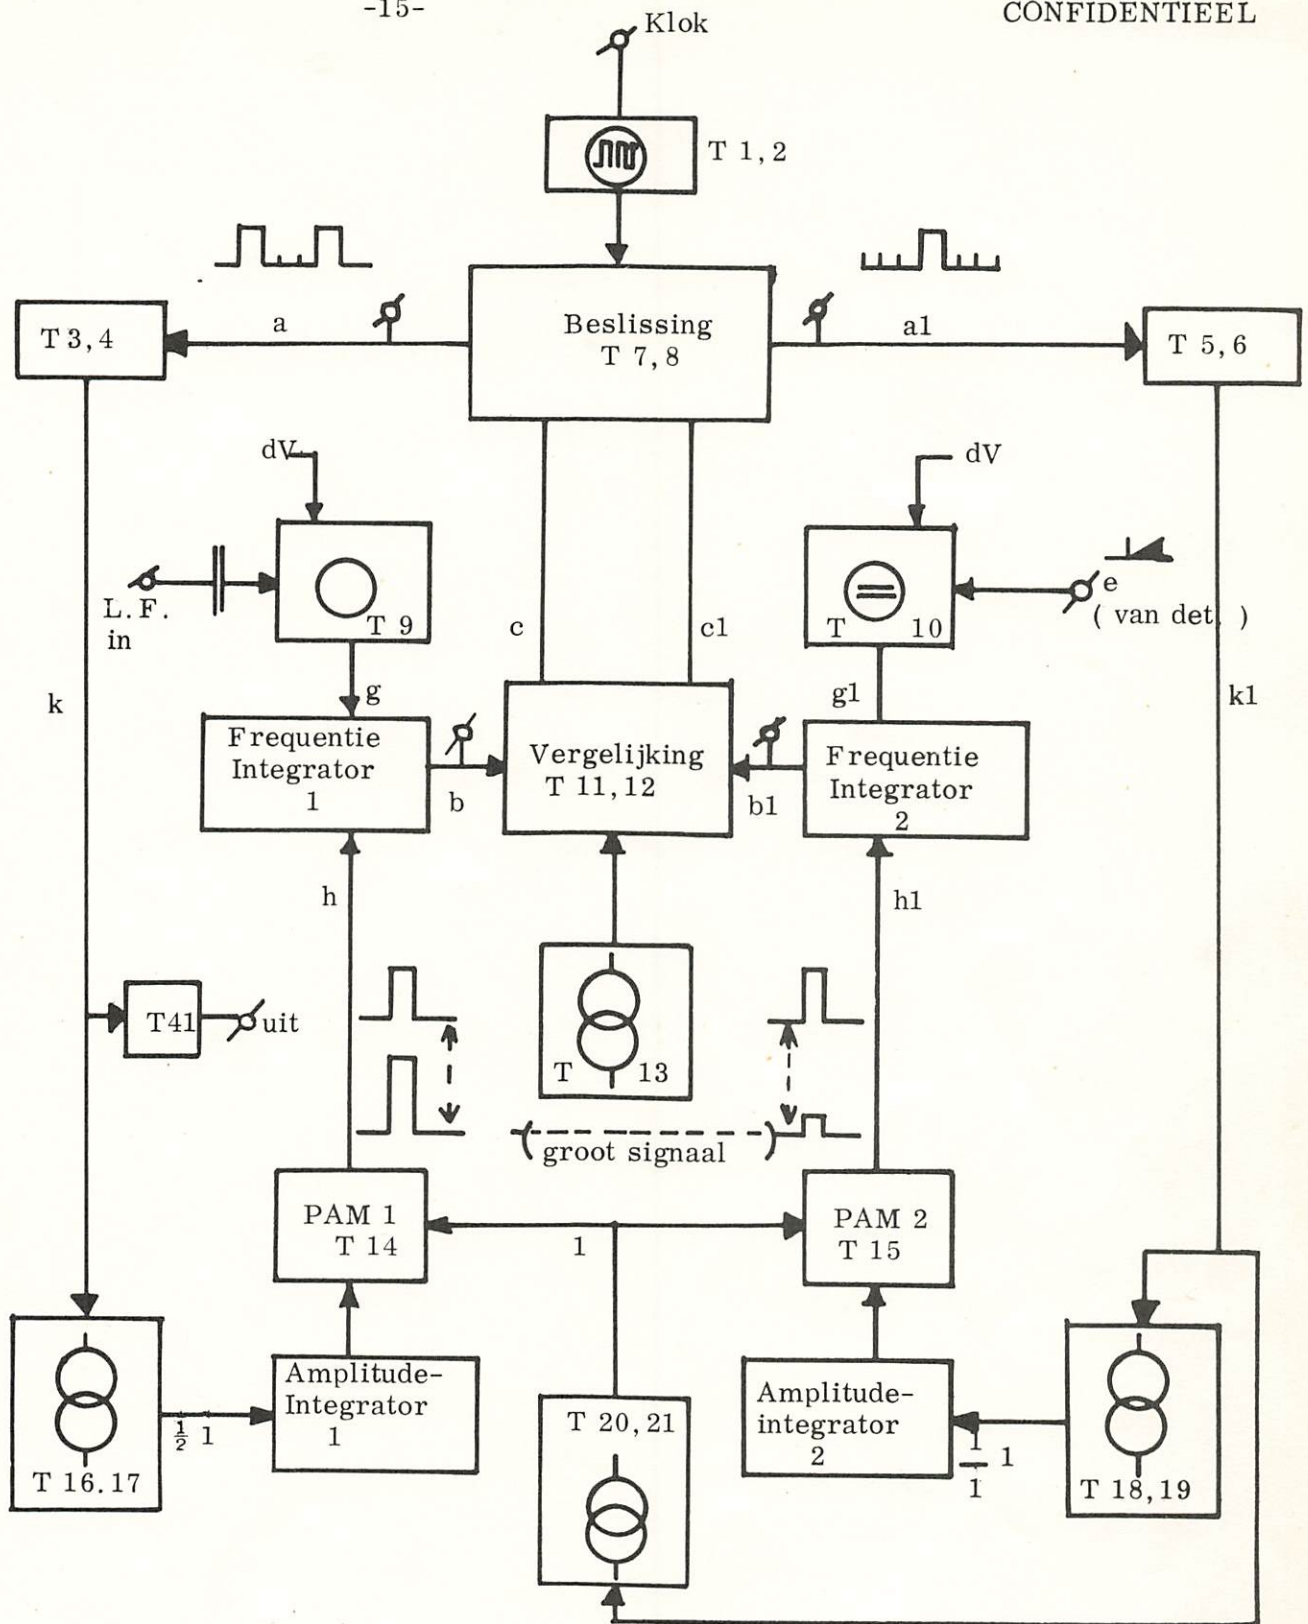 -15-
CONFIDENTIEEL
Klok
T 1,2
Beslissing
T 7,8
a
a1
T 3,4
T 5,6
dV
dV
L.F.
in
T 9
T 10
e
( van det. )
c
c1
k
k1
g
g1
Frequentie
Integrator
1
b
Vergelijking
T 11,12
b1
Frequentie
Integrator
2
h
h1
T41
uit
T 13
( groot signaal )
PAM 1
T 14
1
PAM 2
T 15
Amplitude-
Integrator
1
½ 1
T 16.17
T 20,21
Amplitude-
integrator
2
1
— 1
1
T 18,19